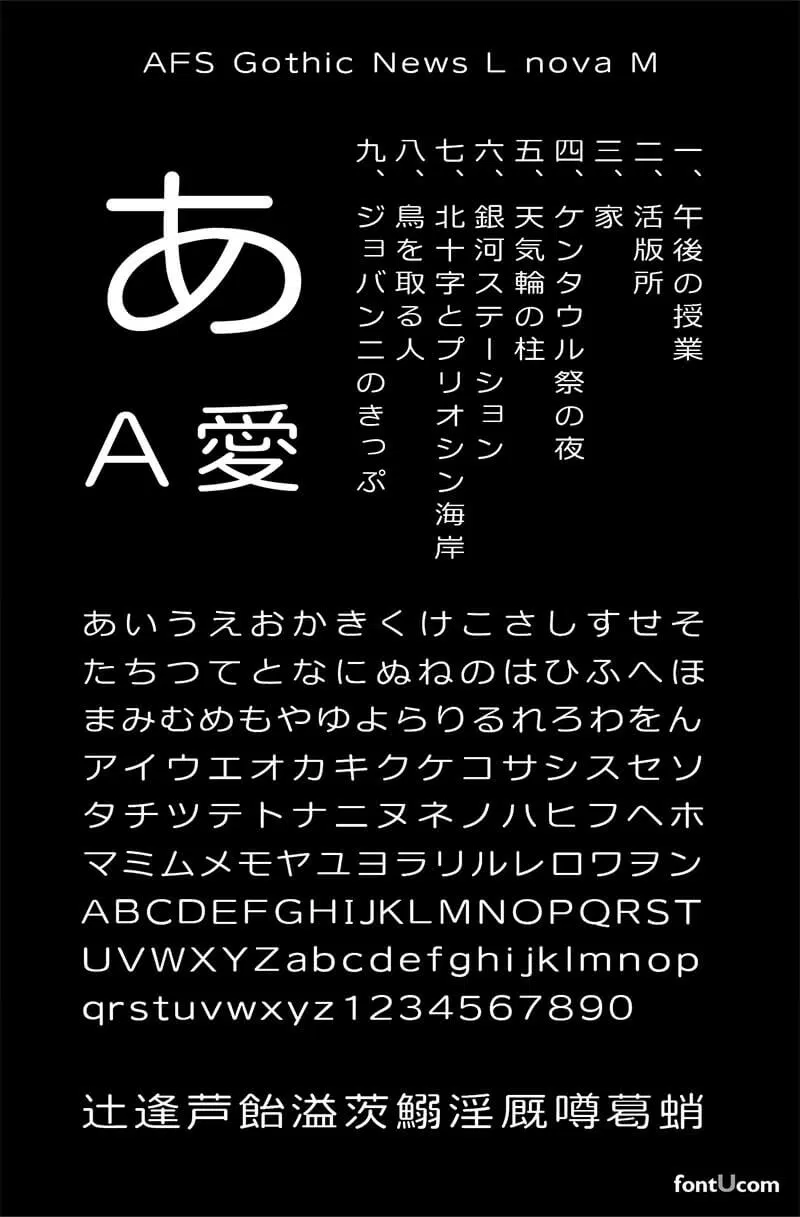 AFS Gothic News L nova M
一、午後の授業
二、活版所
三、家
四、ケンタウル祭の夜
五、天気輪の柱
六、銀河ステーション
七、北十字とプリオシン海岸
八、鳥を取る人
九、ジョバンニのきっぷ
あ
A愛
あいうえおかきくけこさしすせそ
たちつてとなにぬねのはひふへほ
まみむめもやゆよらりるれろわをん
アイウエオカキクケコサシスセソ
タチツテトナニヌネノハヒフヘホ
マミムメモヤユヨラリルレロワヲン
ABCDEFGHIJKLMNOPQRST
UVWXYZabcdefghijklmnop
qrstuvwxyz1234567890
辻逢芦飴溢茨鰯淫厩噂葛蛸
fontUcom